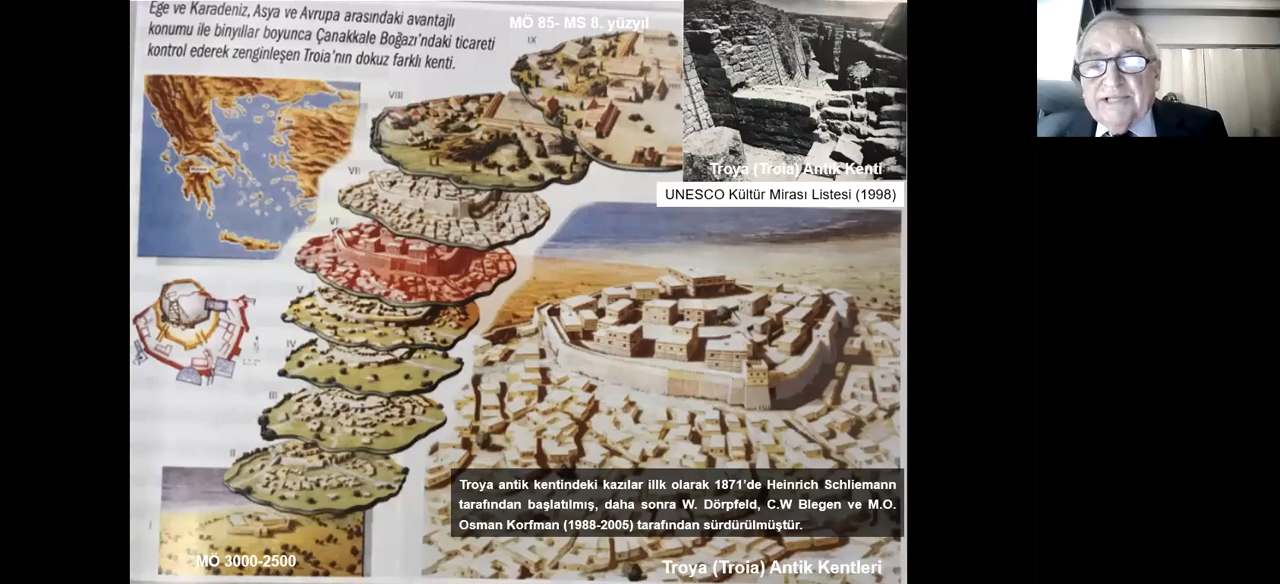 Ege ve Karadeniz, Asya ve Avrupa arasındaki avantajlı
konumu ile binyıllar boyunca Çanakkale Boğazı'ndaki ticareti
kontrol ederek zenginleşen Troia'nın dokuz farklı kenti.
MÖ 85- MS 8. yüzyıl
IX
VIII
VII
VI
V
IV
III
II
I
MÖ 3000-2500
Troya (Troia) Antik Kenti
UNESCO Kültür Mirası Listesi (1998)
Troya antik kentindeki kazılar illk olarak 1871'de Heinrich Schliemann
tarafından başlatılmış, daha sonra W. Dörpfeld, C.W Blegen ve M.O.
Osman Korfman (1988-2005) tarafından sürdürülmüştür.
Troya (Troia) Antik Kentleri